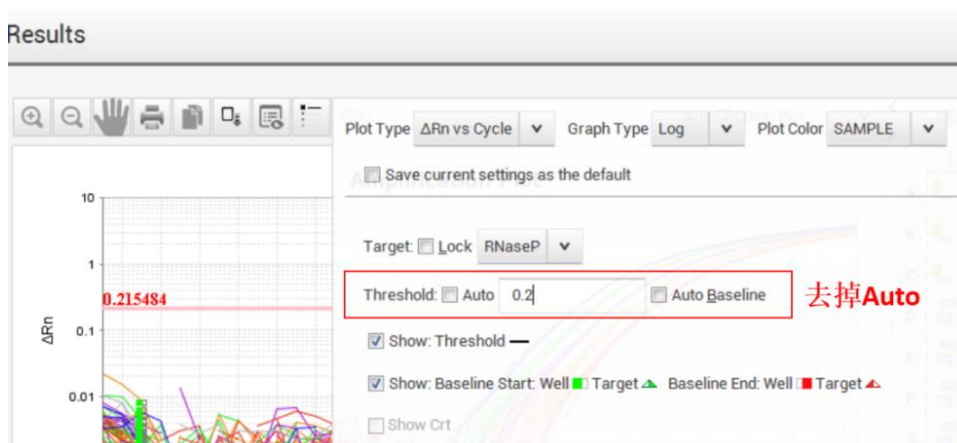 Results
Plot Type ΔRn vs Cycle Graph Type Log Plot Color SAMPLE
Save current settings as the default
Target: Lock RNaseP
Threshold: Auto 0.2 Auto Baseline 去掉Auto
Show: Threshold
Show: Baseline Start: Well Target Baseline End: Well Target
Show Crt
10
1
0.215484
0.1
0.01
ΔRn